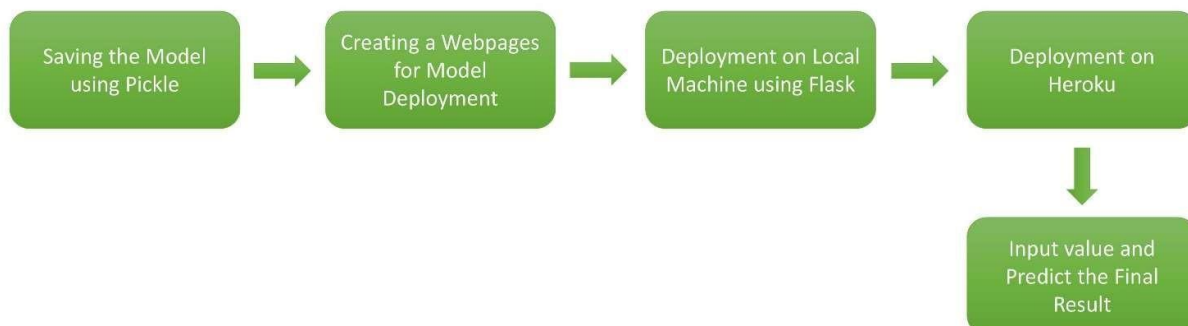 Saving the Model
using Pickle
Creating a Webpages
for Model
Deployment
Deployment on Local
Machine using Flask
Deployment on
Heroku
Input value and
Predict the Final
Result